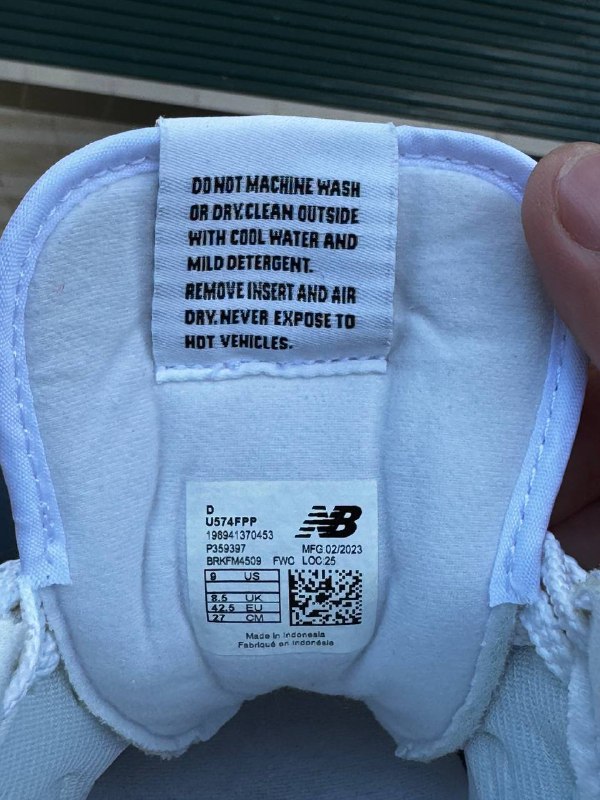 DO NOT MACHINE WASH
OR DRY.CLEAN OUTSIDE
WITH COOL WATER AND
MILD DETERGENT.
REMOVE INSERT AND AIR
DRY. NEVER EXPOSE TO
HOT VEHICLES.
D
U574FPP
NB
196941370453
P359397 MFG 02/2023
BRKFM4509 FWC LOC:25
9 US
8.5 UK
42.5 EU
27 CM
Made in Indonesia
Fabriqué en Indonésie